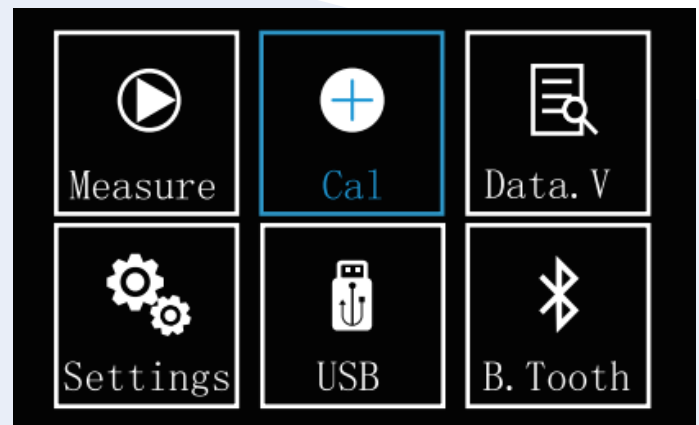 Measure
Cal
Data. V
Settings
USB
B. Tooth